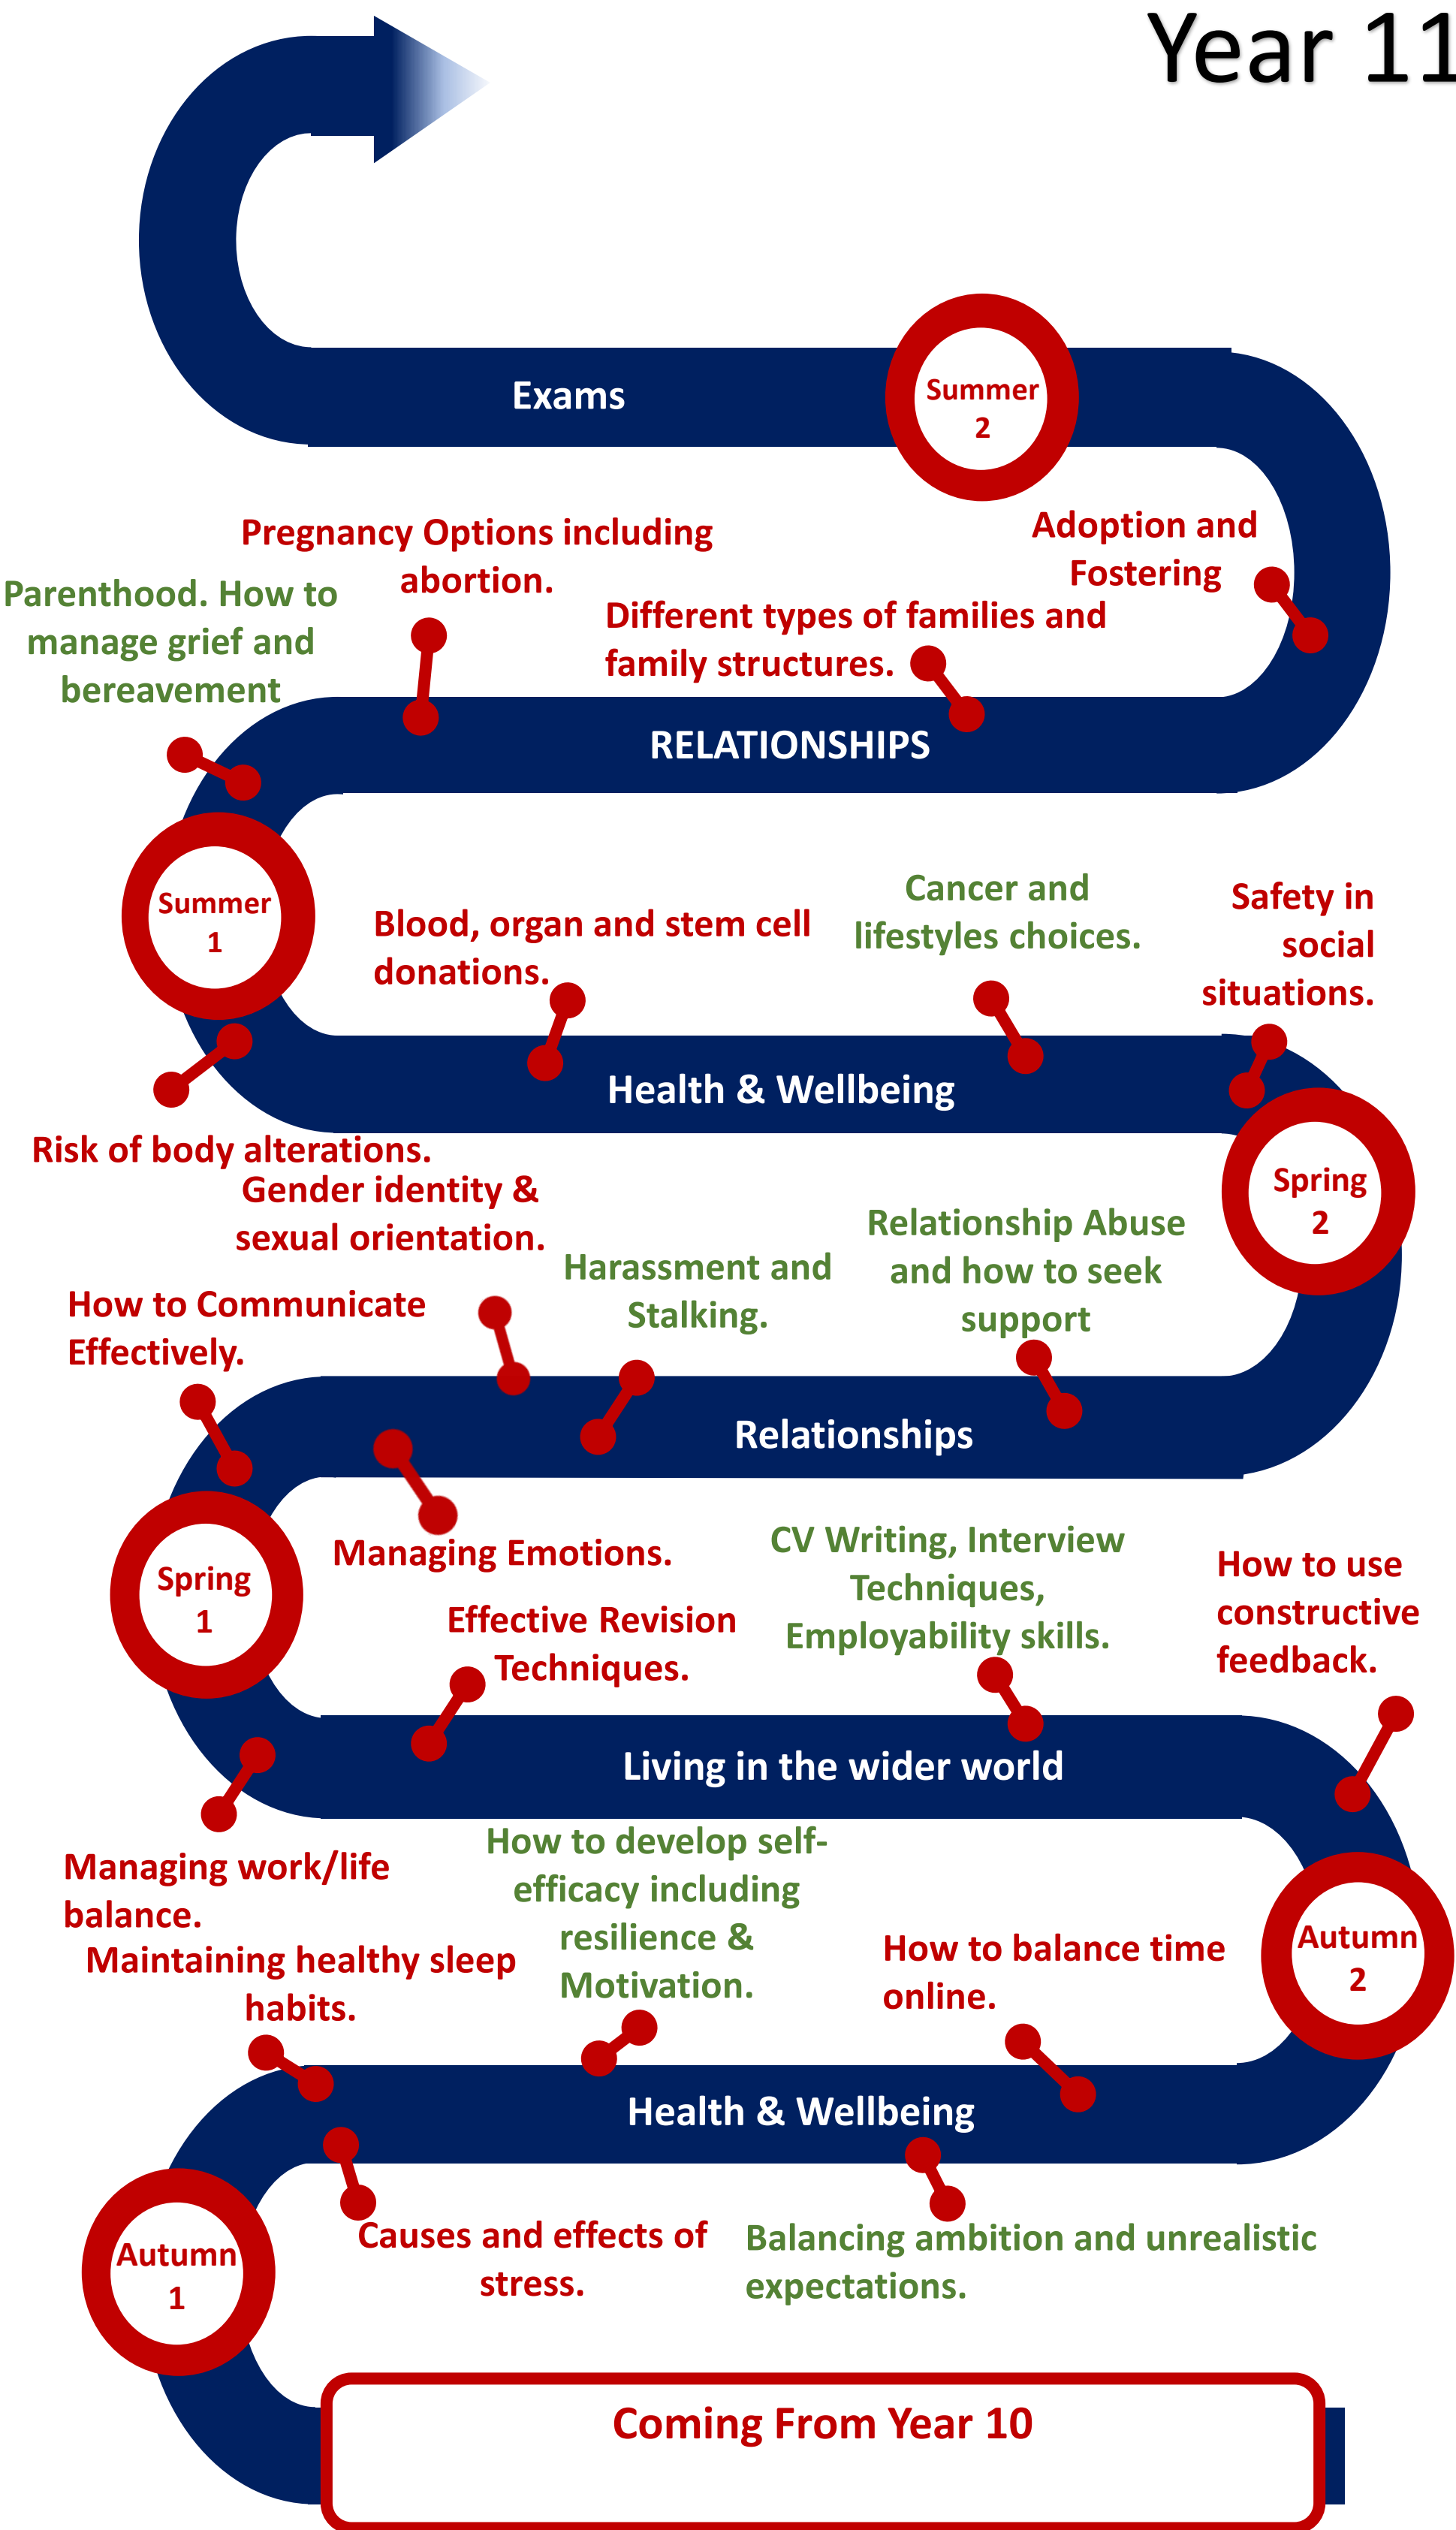 Year 11
Exams
Summer
2
Pregnancy Options including
abortion.
Adoption and
Fostering
Parenthood. How to
manage grief and
bereavement
Different types of families and
family structures.
RELATIONSHIPS
Summer
1
Blood, organ and stem cell
donations.
Cancer and
lifestyles choices.
Safety in
social
situations.
Health & Wellbeing
Risk of body alterations.
Spring
2
Gender identity &
sexual orientation.
Harassment and
Stalking.
Relationship Abuse
and how to seek
support
How to Communicate
Effectively.
Relationships
Managing Emotions.
Spring
1
Effective Revision
Techniques.
CV Writing, Interview
Techniques,
Employability skills.
How to use
constructive
feedback.
Living in the wider world
Managing work/life
balance.
Autumn
2
Maintaining healthy sleep
habits.
How to develop self-
efficacy including
resilience &
Motivation.
How to balance time
online.
Health & Wellbeing
Autumn
1
Causes and effects of
stress.
Balancing ambition and unrealistic
expectations.
Coming From Year 10